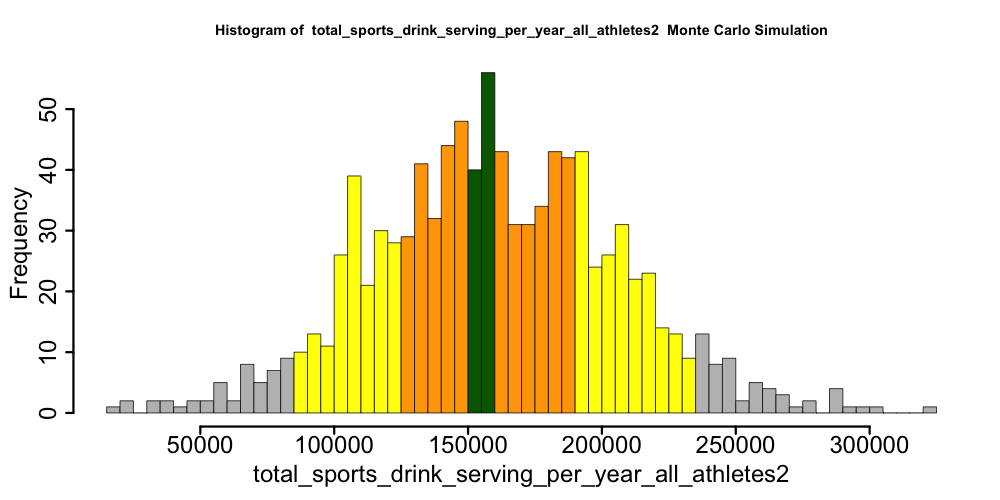 Histogram of  total_sports_drink_serving_per_year_all_athletes2  Monte Carlo Simulation
Frequency
50
40
30
20
10
0
50000 100000 150000 200000 250000 300000
total_sports_drink_serving_per_year_all_athletes2